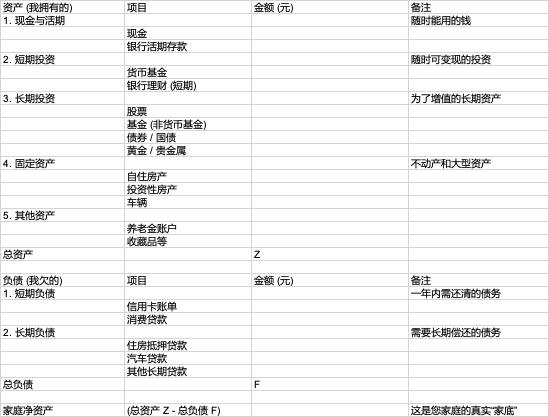 资产 (我拥有的) 项目 金额 (元) 备注
1. 现金与活期 随时能用的钱
现金
银行活期存款
2. 短期投资 随时可变现的投资
货币基金
银行理财 (短期)
3. 长期投资 为了增值的长期资产
股票
基金 (非货币基金)
债券 / 国债
黄金 / 贵金属
4. 固定资产 不动产和大型资产
自住房产
投资性房产
车辆
5. 其他资产
养老金账户
收藏品等
总资产 Z
负债 (我欠的) 项目 金额 (元) 备注
1. 短期负债 一年内需还清的债务
信用卡账单
消费贷款
2. 长期负债 需要长期偿还的债务
住房抵押贷款
汽车贷款
其他长期贷款
总负债 F
家庭净资产 (总资产 Z - 总负债 F) 这是您家庭的真实“家底”